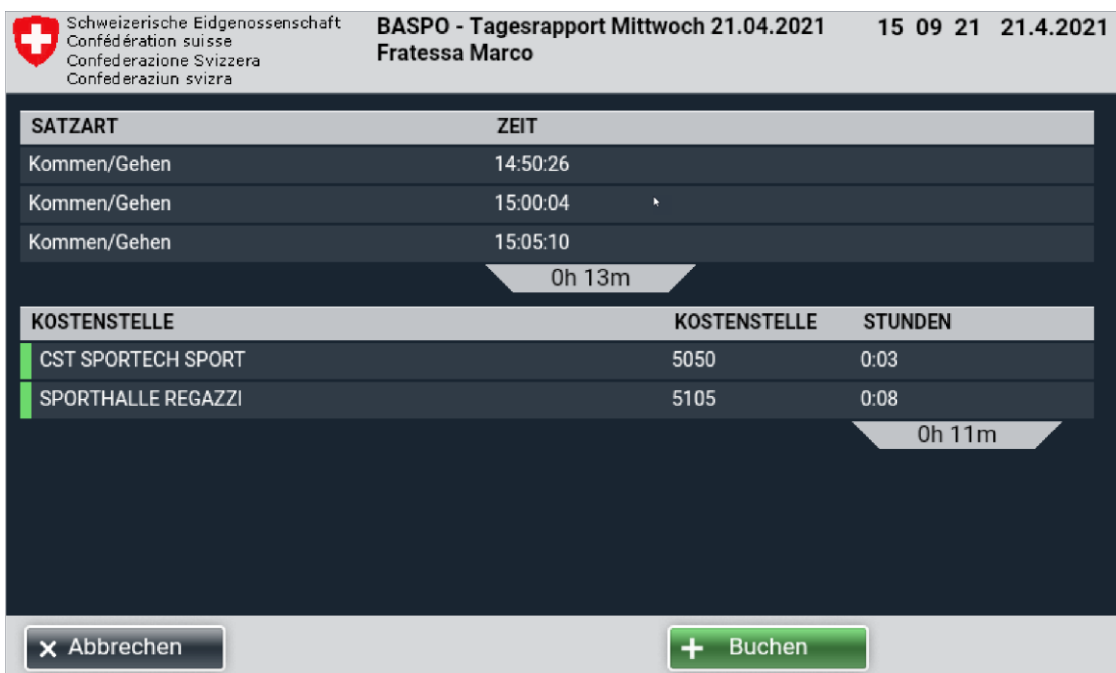 Schweizerische Eidgenossenschaft
Confédération suisse
Confederazione Svizzera
Confederaziun svizra
BASPO - Tagesrapport Mittwoch 21.04.2021
Fratessa Marco
15 09 21 21.4.2021
SATZART ZEIT
Kommen/Gehen 14:50:26
Kommen/Gehen 15:00:04
Kommen/Gehen 15:05:10
0h 13m
KOSTENSTELLE KOSTENSTELLE STUNDEN
CST SPORTECH SPORT 5050 0:03
SPORTHALLE REGAZZI 5105 0:08
0h 11m
Abbrechen
Buchen